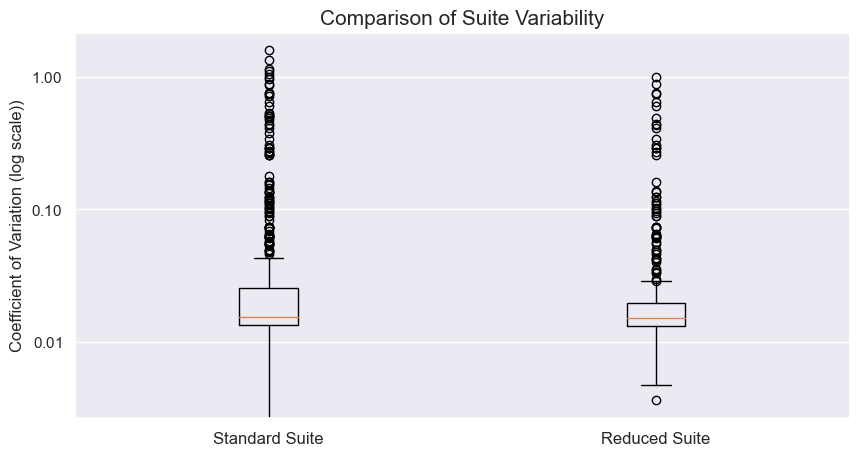 Comparison of Suite Variability
Coefficient of Variation (log scale))
1.00
0.10
0.01
Standard Suite
Reduced Suite